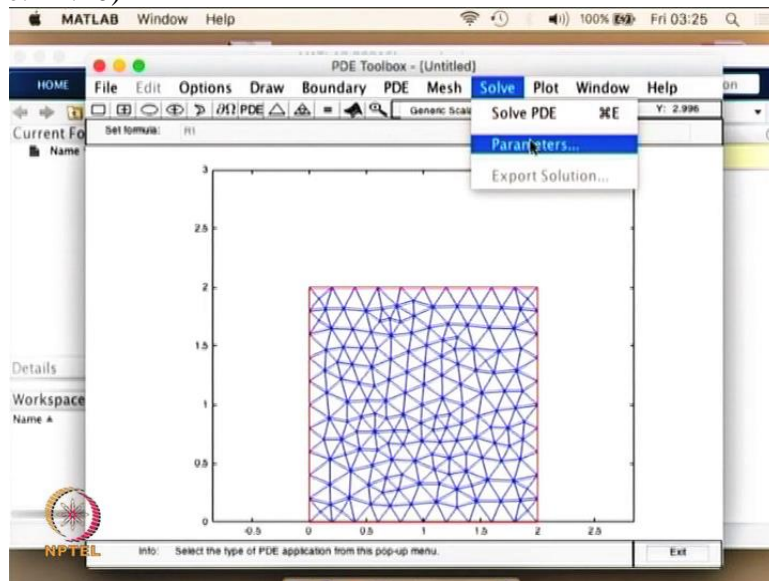 MATLAB Window Help 100% Fri 03:25
PDE Toolbox - [Untitled]
HOME
File Edit Options Draw Boundary PDE Mesh Solve Plot Window Help
∂Ω PDE = Generic Scal Y: 2.996
Solve PDE ⌘E
Parameters...
Export Solution...
Current Fo
Set formula: R1
Name
3
2.5
2
1.5
1
0.5
0
-0.5 0 0.5 1 1.5 2 2.5
Details
Workspace
Name
NPTEL
Info: Select the type of PDE application from this pop-up menu. Exit